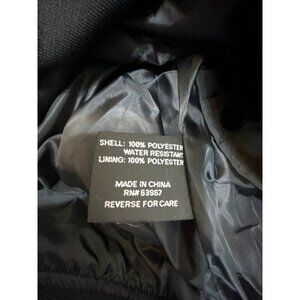 SHELL: 100% POLYESTER
WATER RESISTANT
LINING: 100% POLYESTER
MADE IN CHINA
RN# 63967
REVERSE FOR CARE